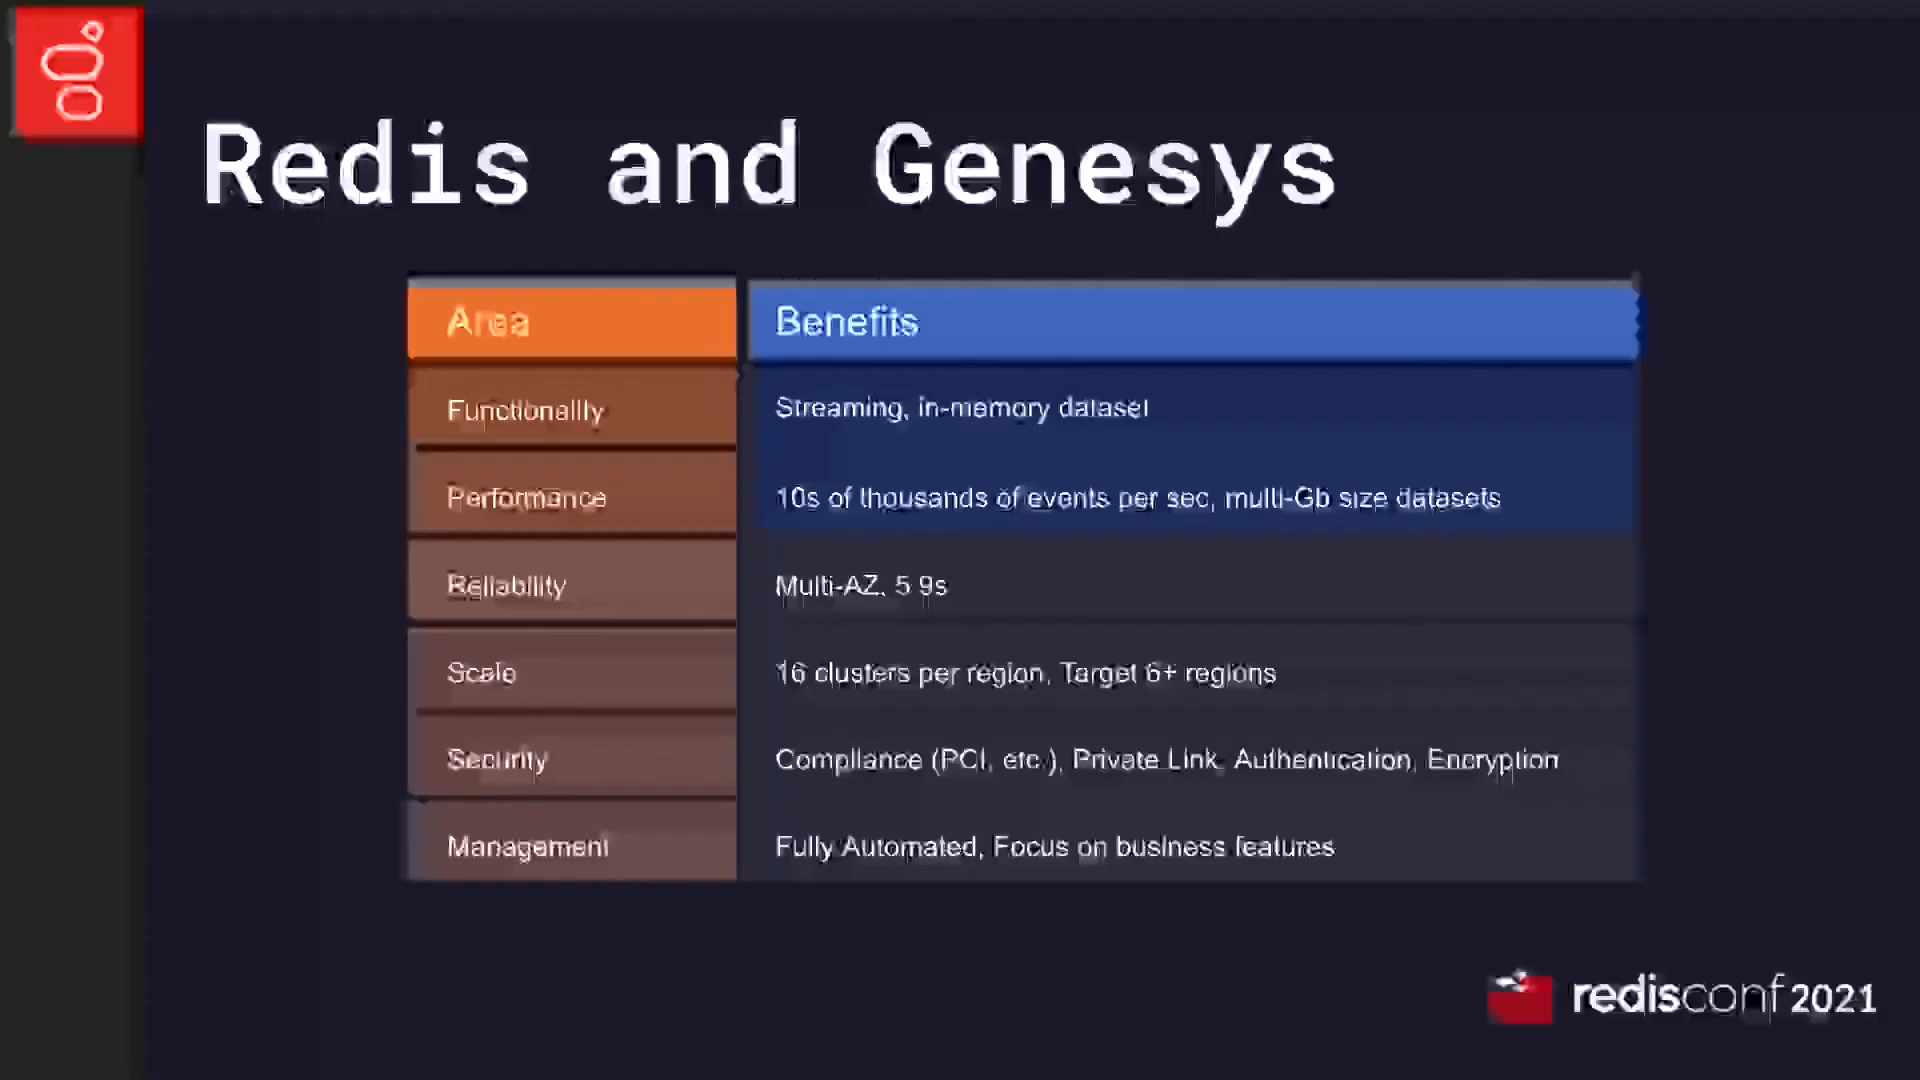 Redis and Genesys
Area Benefits
Functionality Streaming, in-memory dataset
Performance 10s of thousands of events per sec, multi-Gb size datasets
Reliability Multi-AZ, 5 9s
Scale 16 clusters per region, Target 6+ regions
Security Compliance (PCI, etc.), Private Link, Authentication, Encryption
Management Fully Automated, Focus on business features
redisconf 2021